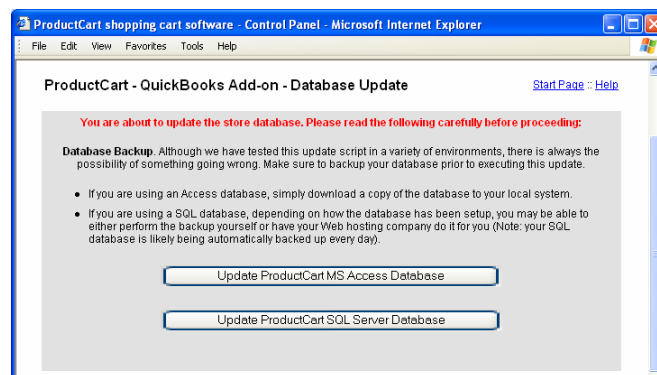 ProductCart shopping cart software - Control Panel - Microsoft Internet Explorer
File Edit View Favorites Tools Help
ProductCart - QuickBooks Add-on - Database Update
Start Page :: Help
You are about to update the store database. Please read the following carefully before proceeding:
Database Backup. Although we have tested this update script in a variety of environments, there is always the
possibility of something going wrong. Make sure to backup your database prior to executing this update.
• If you are using an Access database, simply download a copy of the database to your local system.
• If you are using a SQL database, depending on how the database has been setup, you may be able to
either perform the backup yourself or have your Web hosting company do it for you (Note: your SQL
database is likely being automatically backed up every day).
Update ProductCart MS Access Database
Update ProductCart SQL Server Database